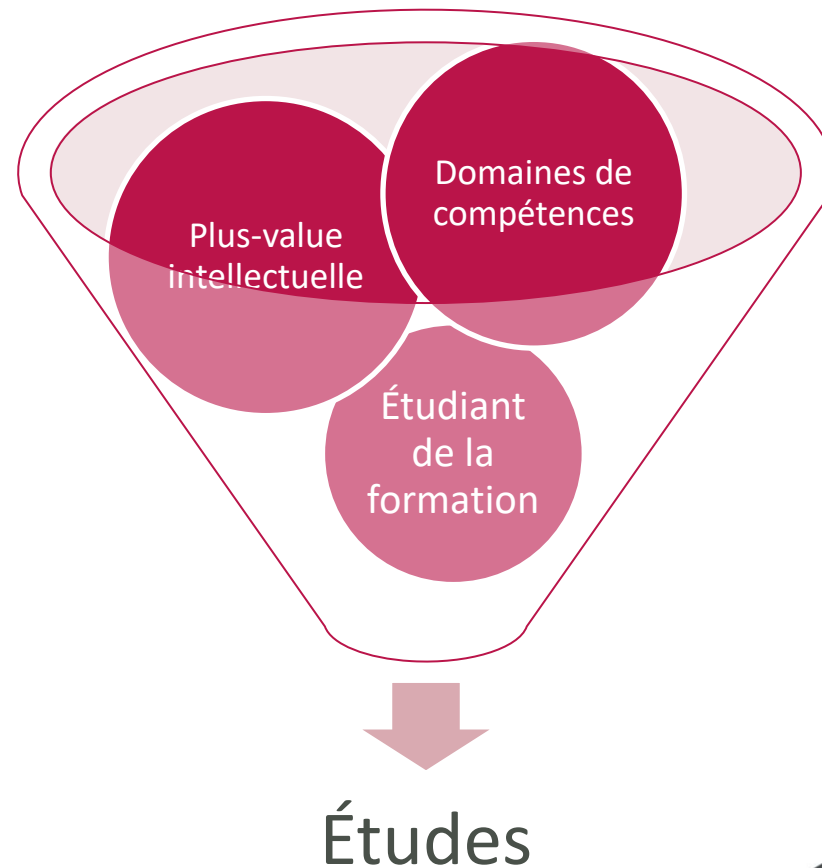 Domaines de
compétences
Plus-value
intellectuelle
Étudiant
de la
formation
Études